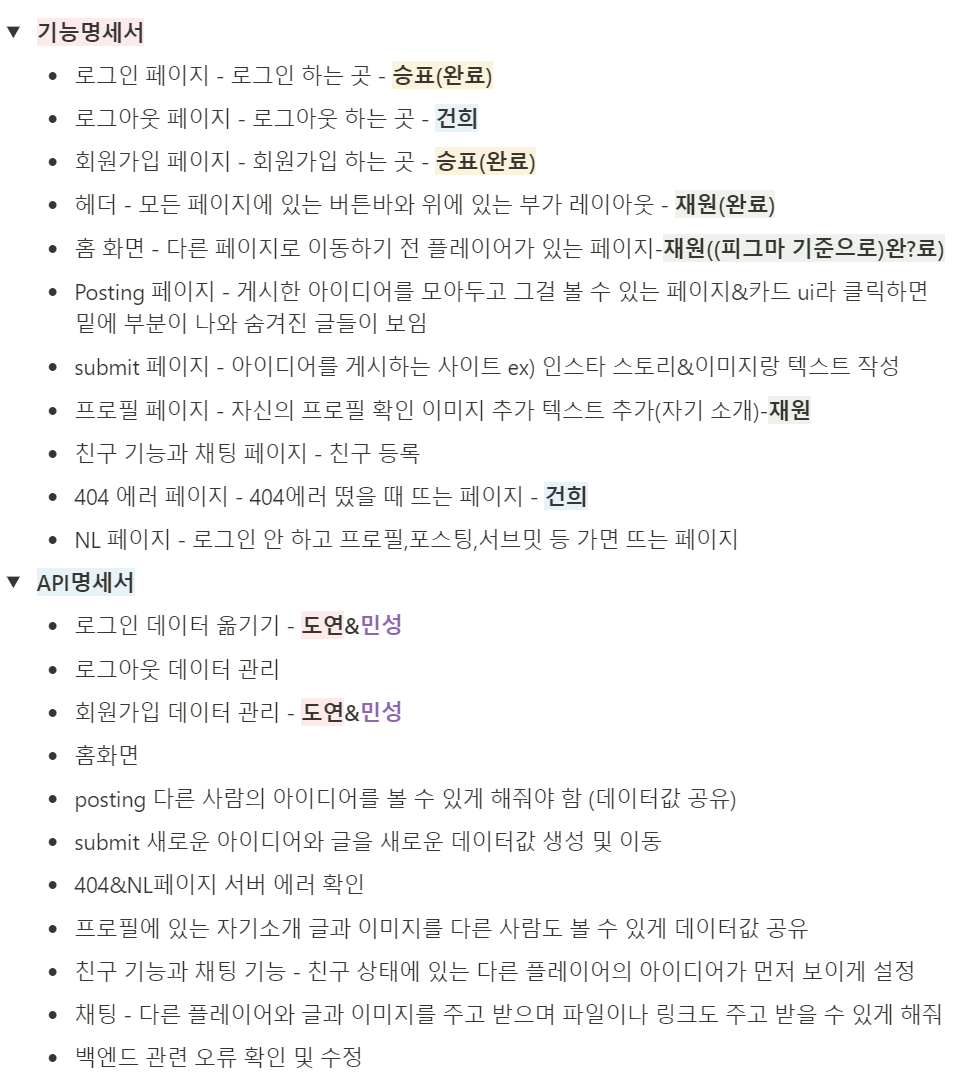 기능명세서
로그인 페이지 - 로그인 하는 곳 - 승표(완료)
로그아웃 페이지 - 로그아웃 하는 곳 - 건희
회원가입 페이지 - 회원가입 하는 곳 - 승표(완료)
헤더 - 모든 페이지에 있는 버튼바와 위에 있는 부가 레이아웃 - 재원(완료)
홈 화면 - 다른 페이지로 이동하기 전 플레이어가 있는 페이지-재원((피그마 기준으로)완?료)
Posting 페이지 - 게시한 아이디어를 모아두고 그걸 볼 수 있는 페이지&카드 ui라 클릭하면
밑에 부분이 나와 숨겨진 글들이 보임
submit 페이지 - 아이디어를 게시하는 사이트 ex) 인스타 스토리&이미지랑 텍스트 작성
프로필 페이지 - 자신의 프로필 확인 이미지 추가 텍스트 추가(자기 소개)-재원
친구 기능과 채팅 페이지 - 친구 등록
404 에러 페이지 - 404에러 떴을 때 뜨는 페이지 - 건희
NL 페이지 - 로그인 안 하고 프로필,포스팅,서브밋 등 가면 뜨는 페이지
API명세서
로그인 데이터 옮기기 - 도연&민성
로그아웃 데이터 관리
회원가입 데이터 관리 - 도연&민성
홈화면
posting 다른 사람의 아이디어를 볼 수 있게 해줘야 함 (데이터값 공유)
submit 새로운 아이디어와 글을 새로운 데이터값 생성 및 이동
404&NL페이지 서버 에러 확인
프로필에 있는 자기소개 글과 이미지를 다른 사람도 볼 수 있게 데이터값 공유
친구 기능과 채팅 기능 - 친구 상태에 있는 다른 플레이어의 아이디어가 먼저 보이게 설정
채팅 - 다른 플레이어와 글과 이미지를 주고 받으며 파일이나 링크도 주고 받을 수 있게 해줘
백엔드 관련 오류 확인 및 수정